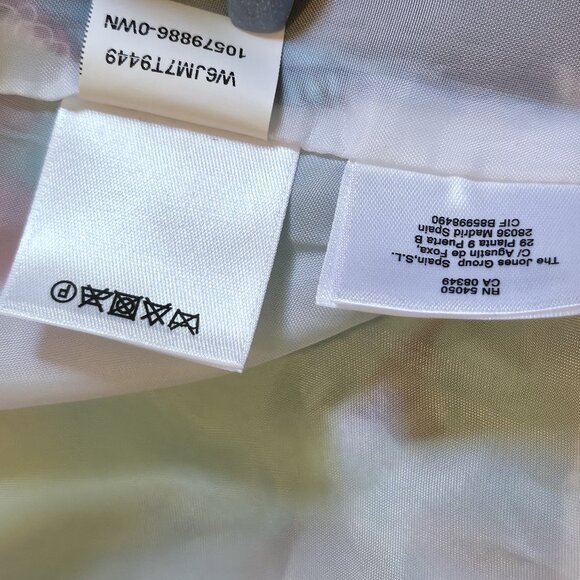 W6JM7T9449
10579886-0WN
RN 54050
CA 08349
The Jones Group Spain,S.L.
C/ Agustin de Foxa,
29 Planta 9 Puerta B
28036 Madrid Spain
CIF B85998490
P